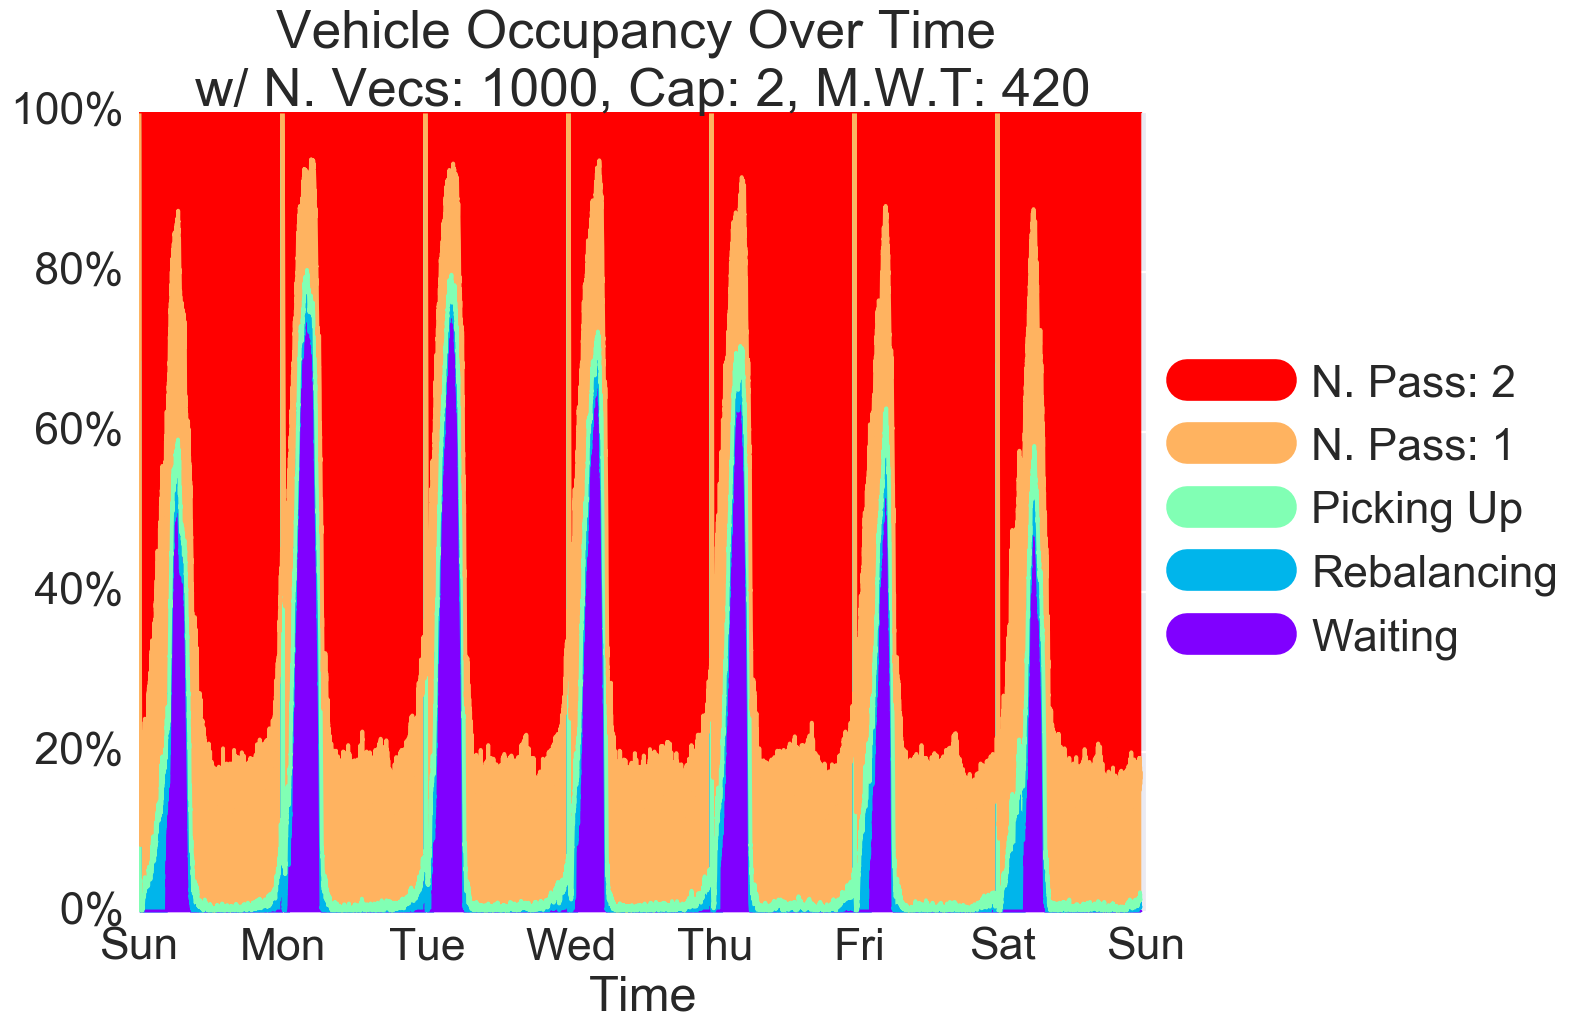 Vehicle Occupancy Over Time
w/ N. Vecs: 1000, Cap: 2, M.W.T: 420
100%
80%
60%
40%
20%
0%
Sun Mon Tue Wed Thu Fri Sat Sun
Time
N. Pass: 2
N. Pass: 1
Picking Up
Rebalancing
Waiting